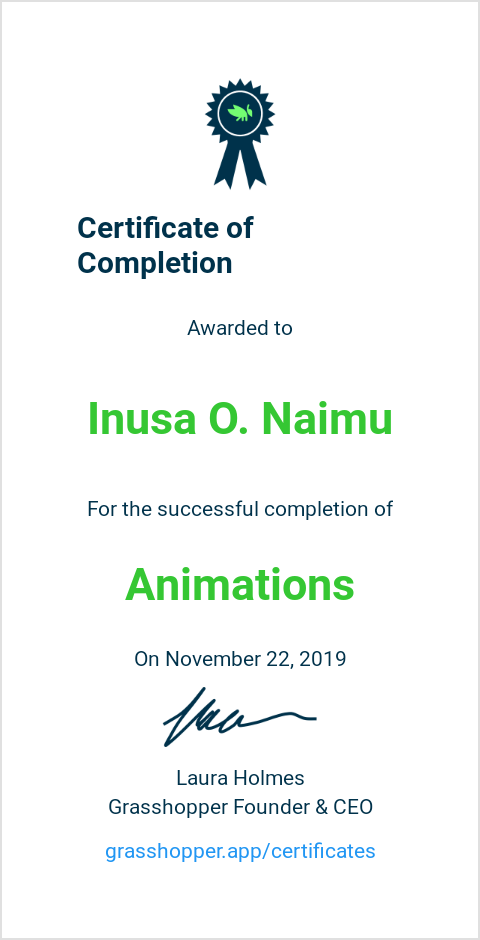 Certificate of
Completion
Awarded to
Inusa O. Naimu
For the successful completion of
Animations
On November 22, 2019
Laura Holmes
Grasshopper Founder & CEO
grasshopper.app/certificates